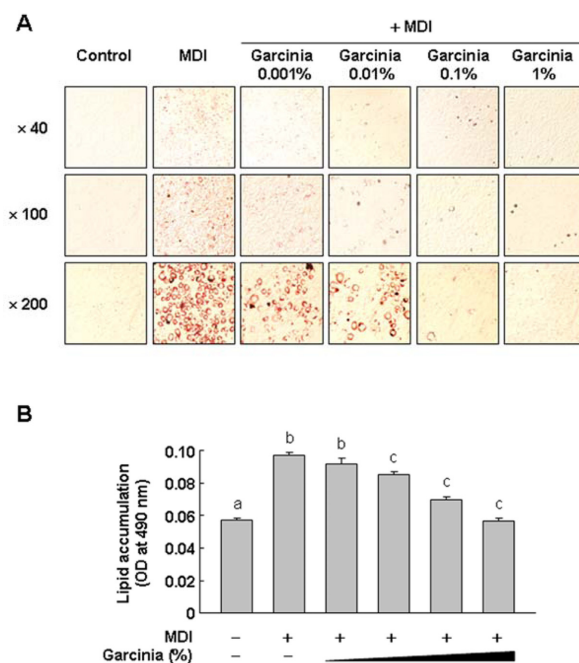 A
+ MDI
Control MDI Garcinia 0.001% Garcinia 0.01% Garcinia 0.1% Garcinia 1%
× 40
× 100
× 200
B
Lipid accumulation
(OD at 490 nm)
0.10
0.08
0.06
0.04
0.02
0
a b b c c c
MDI – + + + + +
Garcinia (%) – –